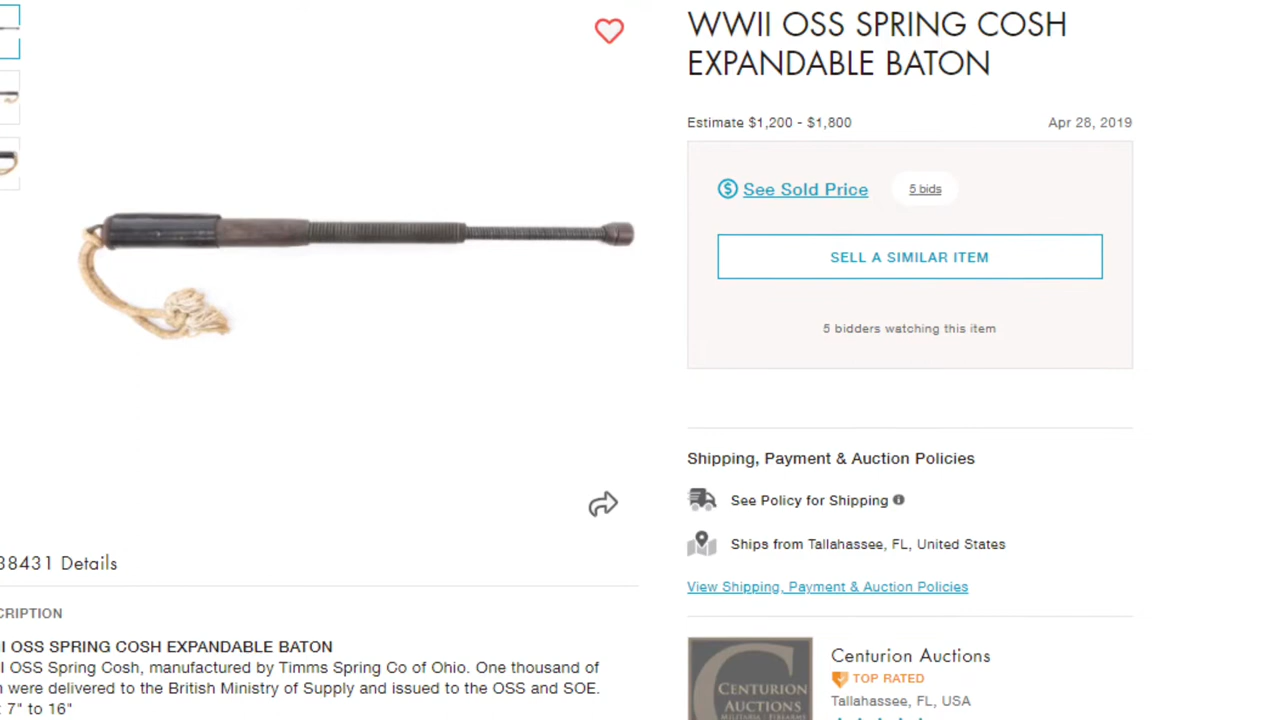 WWII OSS SPRING COSH
EXPANDABLE BATON
Estimate $1,200 - $1,800
Apr 28, 2019
See Sold Price
5 bids
SELL A SIMILAR ITEM
5 bidders watching this item
Shipping, Payment & Auction Policies
See Policy for Shipping
Ships from Tallahassee, FL, United States
View Shipping, Payment & Auction Policies
CENTURION
AUCTIONS
Centurion Auctions
TOP RATED
Tallahassee, FL, USA
38431 Details
CRIPTION
II OSS SPRING COSH EXPANDABLE BATON
I OSS Spring Cosh, manufactured by Timms Spring Co of Ohio. One thousand of
were delivered to the British Ministry of Supply and issued to the OSS and SOE.
7" to 16"